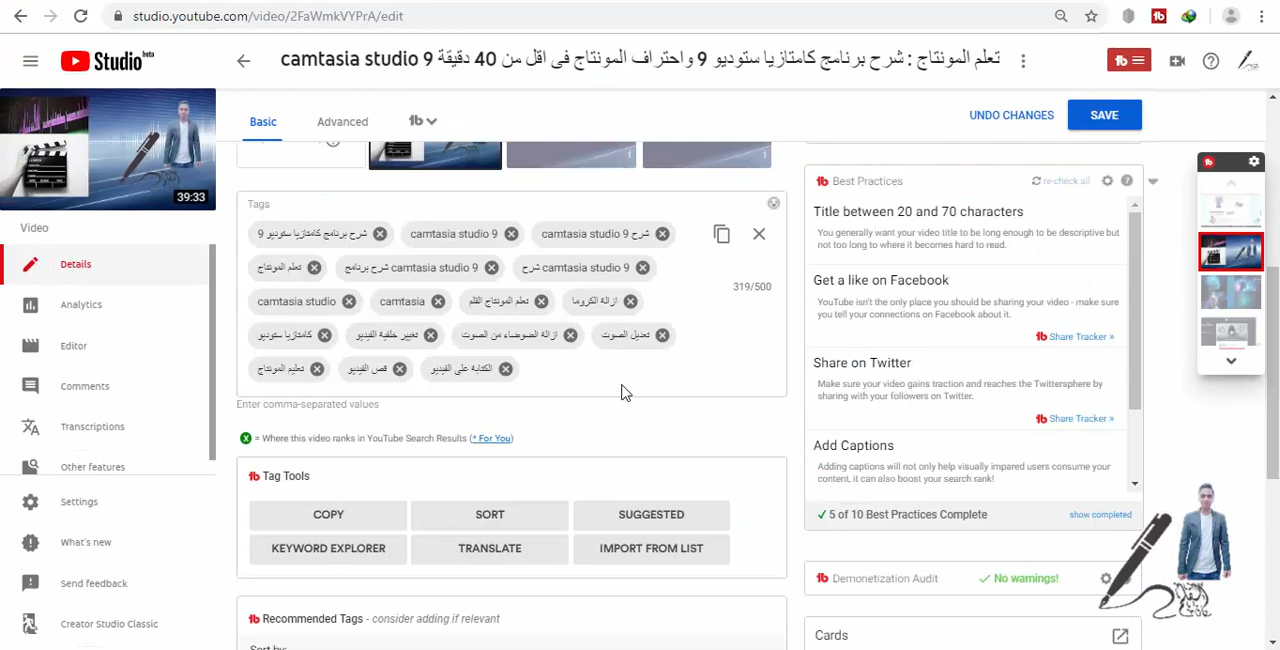 studio.youtube.com/video/2FaWmkVYPrA/edit
Studio beta
تعلم المونتاج : شرح برنامج كامتازيا ستوديو 9 واحتراف المونتاج فى اقل من 40 دقيقة camtasia studio 9
Basic
Advanced
UNDO CHANGES
SAVE
39:33
Video
Details
Analytics
Editor
Comments
Transcriptions
Other features
Settings
What's new
Send feedback
Creator Studio Classic
Tags
شرح برنامج كامتازيا ستوديو 9
camtasia studio 9
شرح camtasia studio 9
تعلم المونتاج
camtasia studio 9 شرح برنامج
camtasia studio 9 شرح
camtasia studio
camtasia
تعلم المونتاج القلم
ازالة الكروما
كامتازيا ستوديو
تغيير خلفية الفيديو
ازالة الضوضاء من الصوت
تعديل الصوت
تعليم المونتاج
قص الفيديو
الكتابة على الفيديو
319/500
Enter comma-separated values
X = Where this video ranks in YouTube Search Results (* For You)
Tag Tools
COPY
SORT
SUGGESTED
KEYWORD EXPLORER
TRANSLATE
IMPORT FROM LIST
Recommended Tags - consider adding if relevant
Sort by:
Best Practices
re-check all
Title between 20 and 70 characters
You generally want your video title to be long enough to be descriptive but
not too long to where it becomes hard to read.
Get a like on Facebook
YouTube isn't the only place you should be sharing your video - make sure
you tell your connections on Facebook about it.
Share Tracker »
Share on Twitter
Make sure your video gains traction and reaches the Twittersphere by
sharing with your followers on Twitter.
Share Tracker »
Add Captions
Adding captions will not only help visually impared users consume your
content, it can also boost your search rank!
5 of 10 Best Practices Complete
show completed
Demonetization Audit
No warnings!
Cards